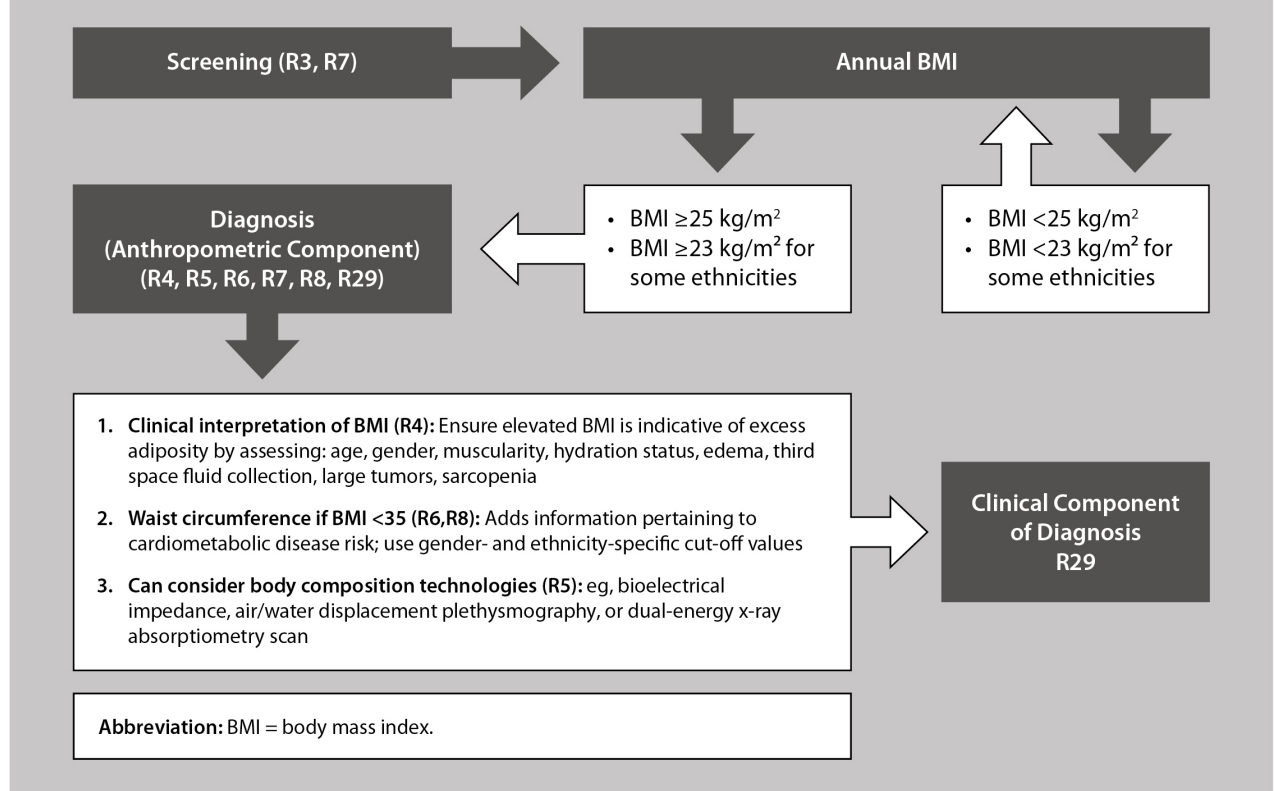 Screening (R3, R7)
Annual BMI
Diagnosis
(Anthropometric Component)
(R4, R5, R6, R7, R8, R29)
• BMI ≥25 kg/m²
• BMI ≥23 kg/m² for
some ethnicities
• BMI <25 kg/m²
• BMI <23 kg/m² for
some ethnicities
1. Clinical interpretation of BMI (R4): Ensure elevated BMI is indicative of excess
adiposity by assessing: age, gender, muscularity, hydration status, edema, third
space fluid collection, large tumors, sarcopenia
2. Waist circumference if BMI <35 (R6,R8): Adds information pertaining to
cardiometabolic disease risk; use gender- and ethnicity-specific cut-off values
3. Can consider body composition technologies (R5): eg, bioelectrical
impedance, air/water displacement plethysmography, or dual-energy x-ray
absorptiometry scan
Clinical Component
of Diagnosis
R29
Abbreviation: BMI = body mass index.